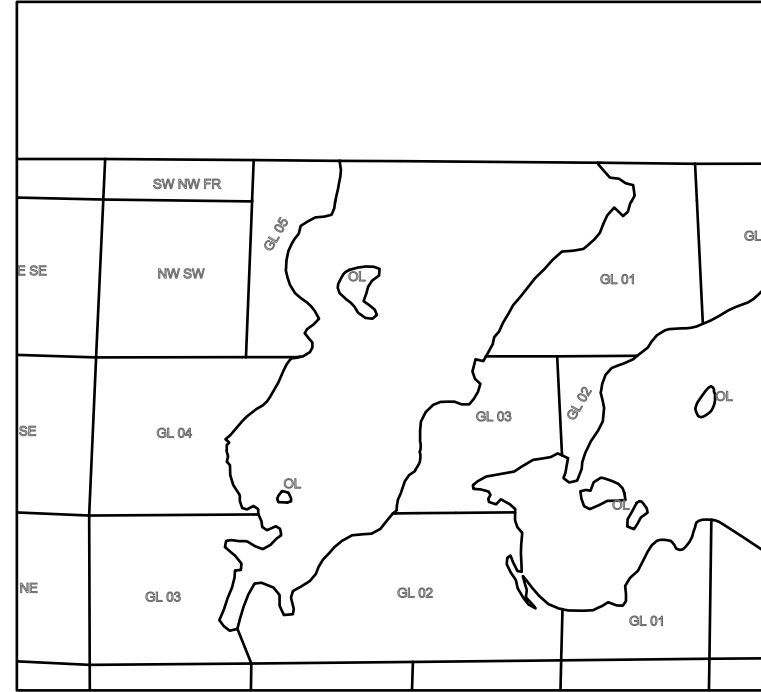 SW NW FR
GL 05
GL
E SE
NW SW
OL
GL 01
GL 02
OL
SE
GL 04
GL 03
OL
OL
NE
GL 03
GL 02
GL 01